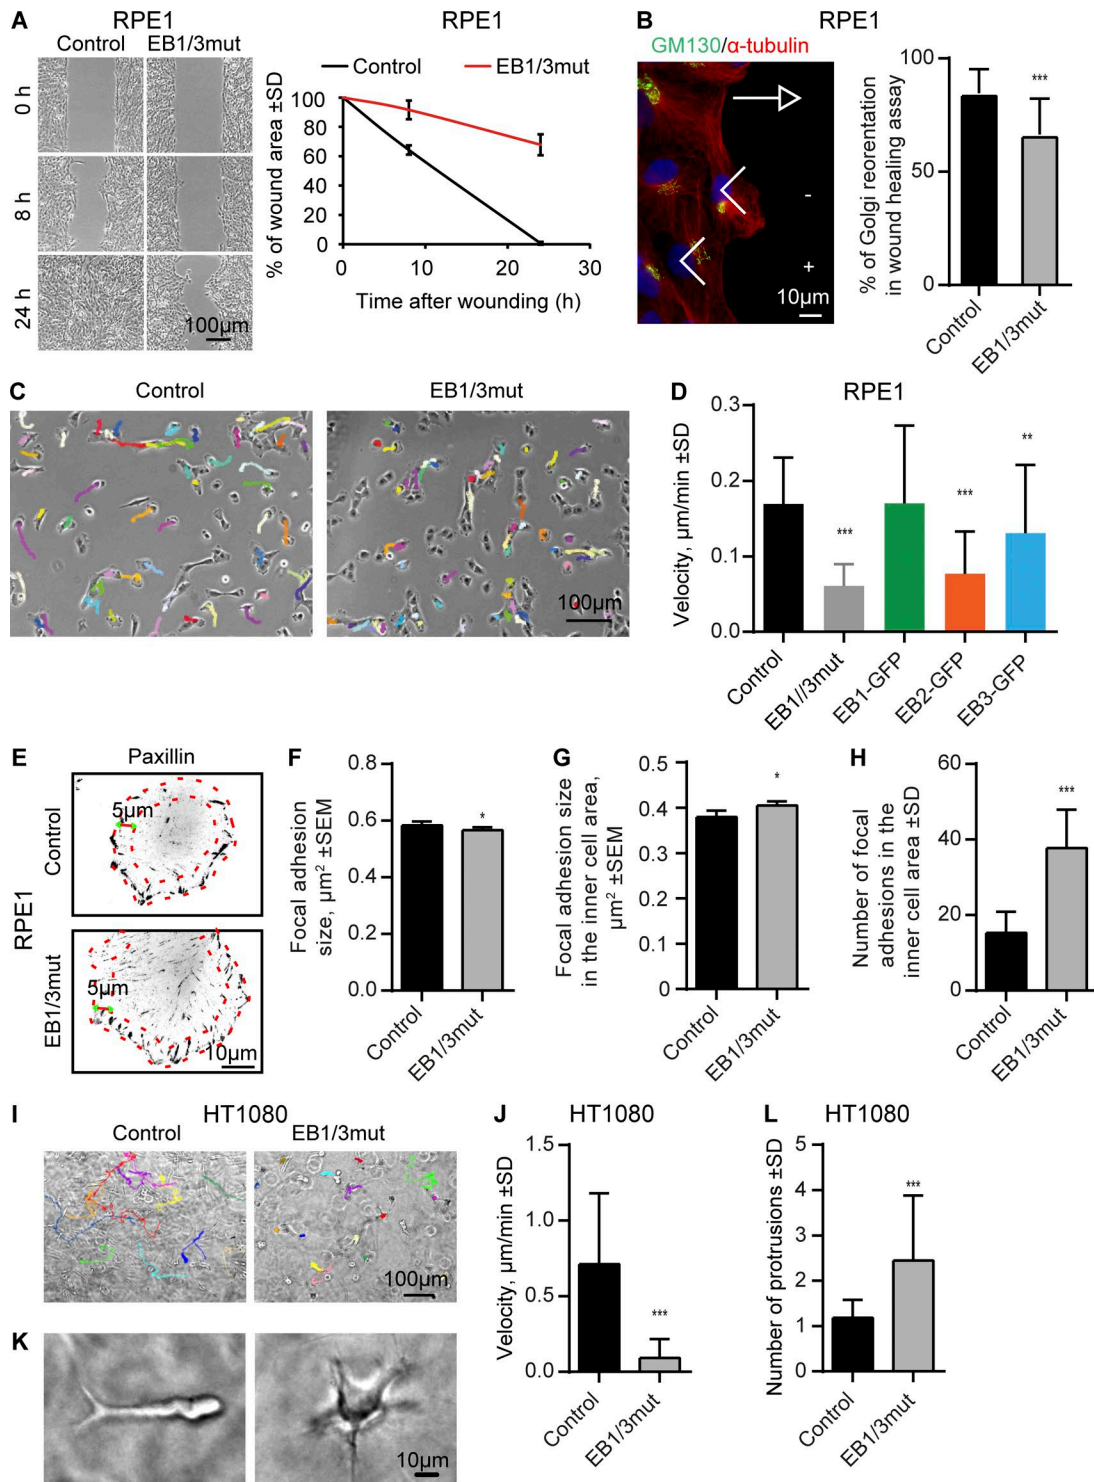 A
RPE1
Control EB1/3mut
0 h
8 h
24 h
100µm
RPE1
Control EB1/3mut
% of wound area ±SD
100
80
60
40
20
0
0 10 20 30
Time after wounding (h)
B
RPE1
GM130/α-tubulin
-
+
10µm
% of Golgi reorentation
in wound healing assay
100
50
0
***
Control
EB1/3mut
C
Control
EB1/3mut
100µm
D
RPE1
Velocity, µm/min ±SD
0.3
0.2
0.1
0.0
***
***
**
Control
EB1//3mut
EB1-GFP
EB2-GFP
EB3-GFP
E
Paxillin
RPE1
Control
5µm
EB1/3mut
5µm
10µm
F
Focal adhesion
size, µm² ±SEM
0.8
0.6
0.4
0.2
0.0
*
Control
EB1/3mut
G
Focal adhesion size
in the inner cell area,
µm² ±SEM
0.5
0.4
0.3
0.2
0.1
0
*
Control
EB1/3mut
H
Number of focal
adhesions in the
inner cell area ±SD
60
40
20
0
***
Control
EB1/3mut
I
HT1080
Control
EB1/3mut
100µm
J
HT1080
Velocity, µm/min ±SD
1.5
1.0
0.5
0.0
***
Control
EB1/3mut
K
10µm
L
HT1080
Number of protrusions ±SD
5
4
3
2
1
0
***
Control
EB1/3mut